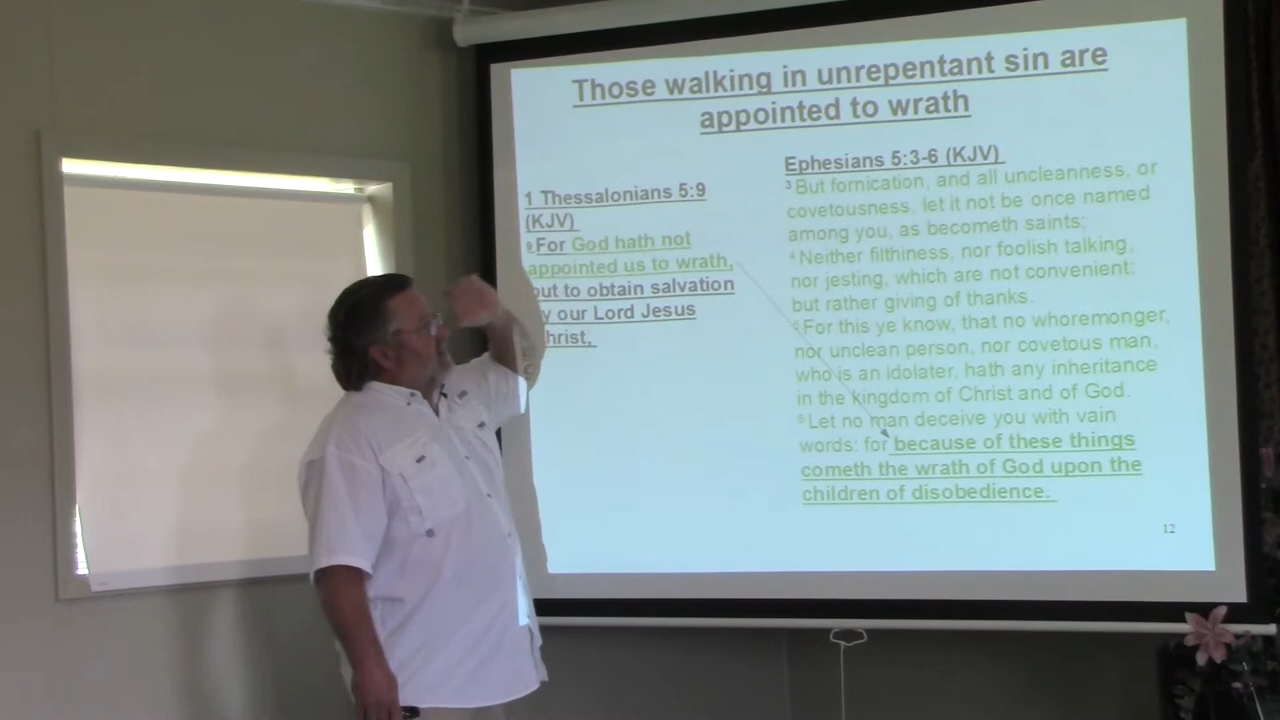 Those walking in unrepentant sin are
appointed to wrath
1 Thessalonians 5:9
(KJV)
9 For God hath not
appointed us to wrath,
but to obtain salvation
y our Lord Jesus
hrist,
Ephesians 5:3-6 (KJV)
3 But fornication, and all uncleanness, or
covetousness, let it not be once named
among you, as becometh saints;
4 Neither filthiness, nor foolish talking,
nor jesting, which are not convenient:
but rather giving of thanks.
5 For this ye know, that no whoremonger,
nor unclean person, nor covetous man,
who is an idolater, hath any inheritance
in the kingdom of Christ and of God.
6 Let no man deceive you with vain
words: for because of these things
cometh the wrath of God upon the
children of disobedience.
12